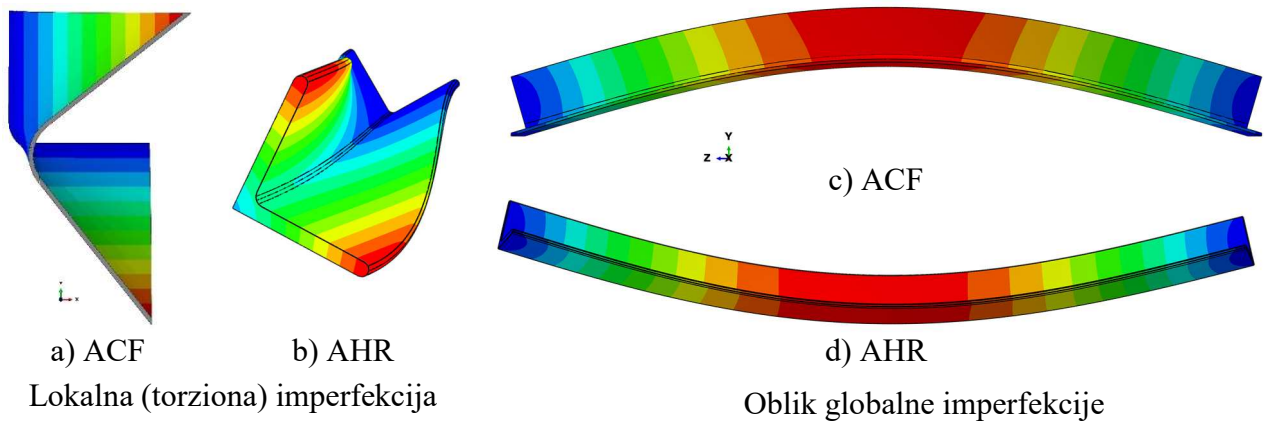 Y
Z X
c) ACF
Y
X
a) ACF
b) AHR
d) AHR
Lokalna (torziona) imperfekcija
Oblik globalne imperfekcije